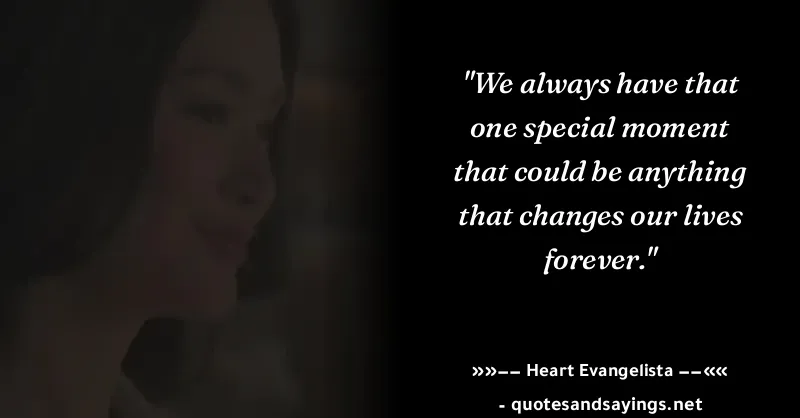 "We always have that
one special moment
that could be anything
that changes our lives
forever."
»»–– Heart Evangelista ––««
- quotesandsayings.net